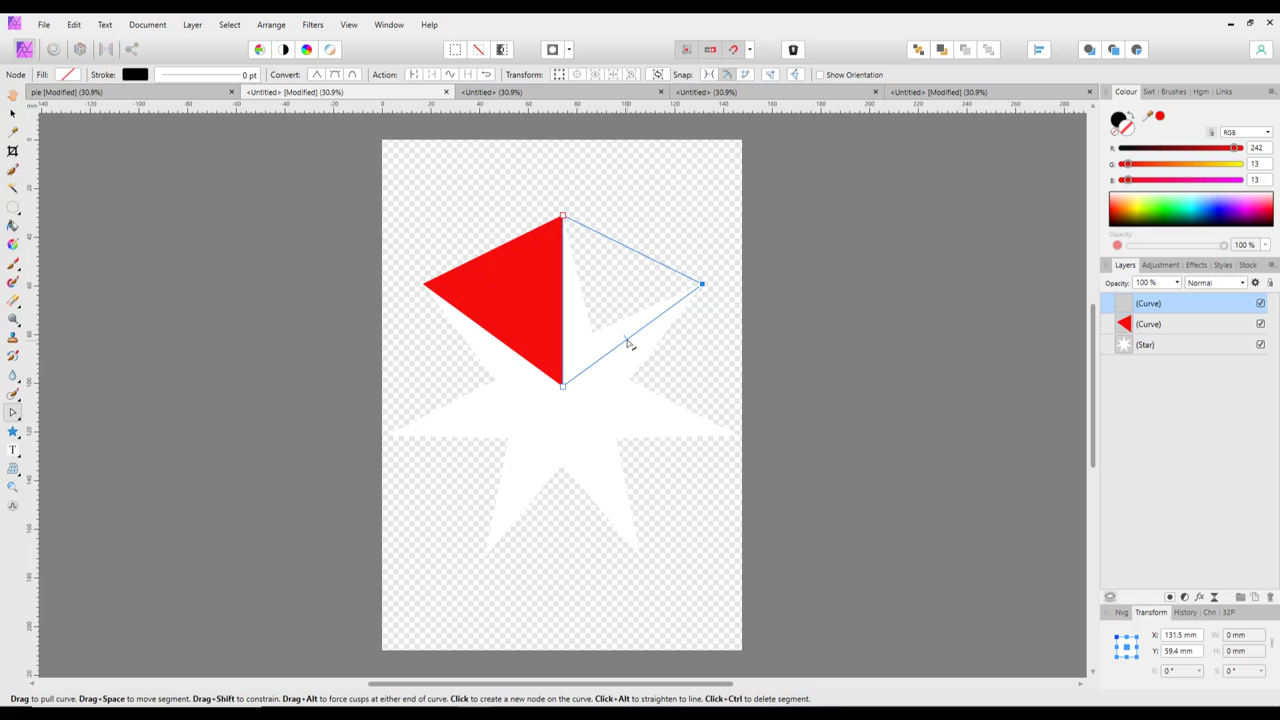 File Edit Text Document Layer Select Arrange Filters View Window Help
Node Fill: Stroke: 0 pt Convert: Action: Transform: Snap: Show Orientation
pie [Modified] (30.9%) <Untitled> [Modified] (30.9%) <Untitled> (30.9%) <Untitled> (30.9%) <Untitled> [Modified] (30.9%)
Colour Swt Brushes Hgm Links
RGB
R: 242
G: 13
B: 13
Opacity
100 %
Layers Adjustment Effects Styles Stock
Opacity: 100 % Normal
(Curve)
(Curve)
(Star)
Nvg Transform History Chn 32P
X: 131.5 mm W: 0 mm
Y: 59.4 mm H: 0 mm
R: 0 ° S: 0 °
Drag to pull curve. Drag+Space to move segment. Drag+Shift to constrain. Drag+Alt to force cusps at either end of curve. Click to create a new node on the curve. Click+Alt to straighten to line. Click+Ctrl to delete segment.